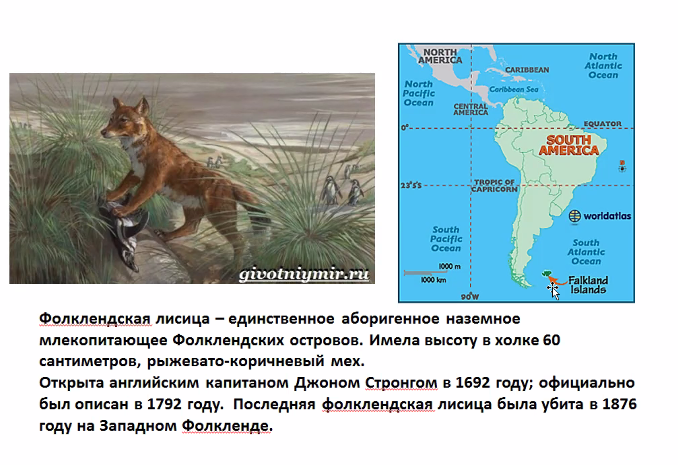 givotniymir.ru
NORTH
AMERICA
North
Atlantic
Ocean
CARIBBEAN
North
Pacific
Ocean
Caribbean Sea
CENTRAL
AMERICA
EQUATOR
0°
SOUTH
AMERICA
TROPIC OF
CAPRICORN
23°5'S
worldatlas
South
Pacific
Ocean
South
Atlantic
Ocean
1000 m
1000 km
Falkland
Islands
90°W
Фолклендская лисица – единственное аборигенное наземное
млекопитающее Фолклендских островов. Имела высоту в холке 60
сантиметров, рыжевато-коричневый мех.
Открыта английским капитаном Джоном Стронгом в 1692 году; официально
был описан в 1792 году. Последняя фолклендская лисица была убита в 1876
году на Западном Фолкленде.